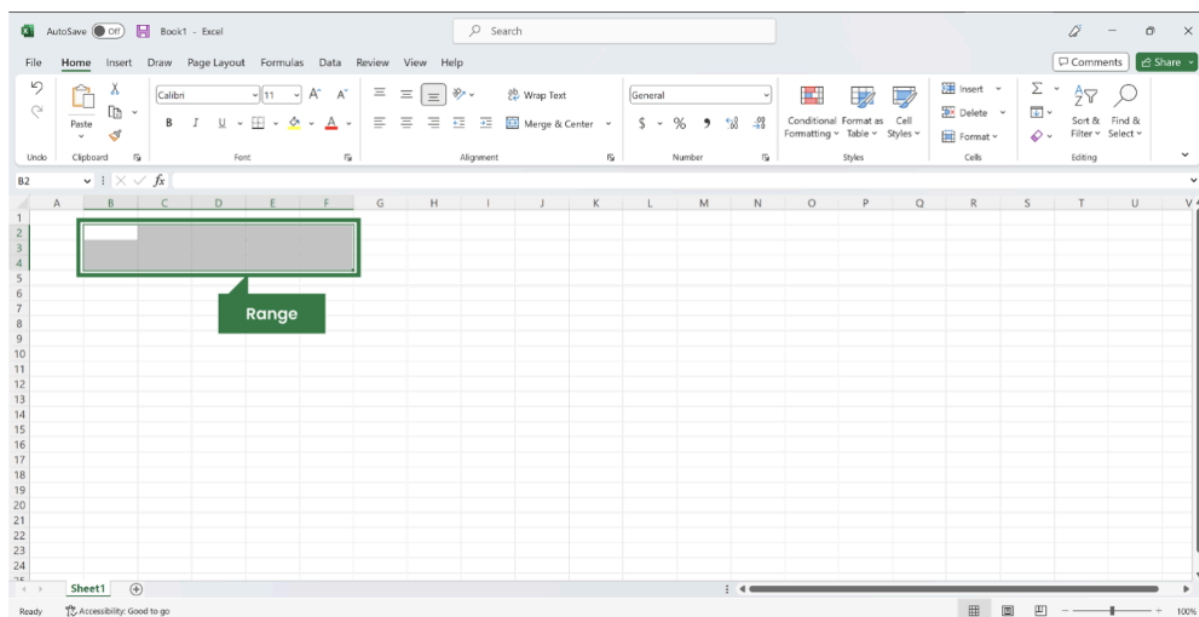 AutoSave Off Book1 - Excel Search
File Home Insert Draw Page Layout Formulas Data Review View Help Comments Share
Calibri 11 A^ A˅ Wrap Text General Insert Σ
Paste B I U A Merge & Center $ % 9 Conditional Format as Cell Delete Sort & Find &
Formatting Table Styles Format Filter Select
Undo Clipboard Font Alignment Number Styles Cells Editing
B2 fx
A B C D E F G H I J K L M N O P Q R S T U V
1
2
3
4
5
6
Range
7
8
9
10
11
12
13
14
15
16
17
18
19
20
21
22
23
24
25
Sheet1
Ready Accessibility: Good to go 100%